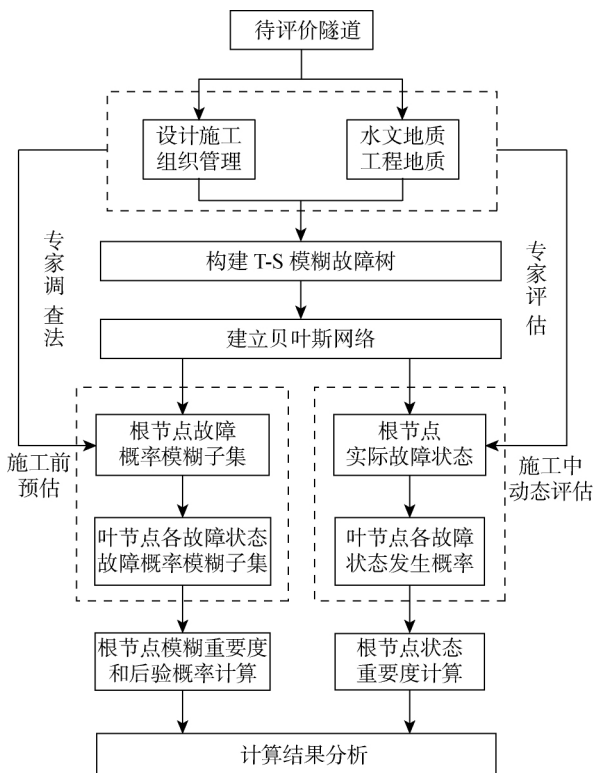 待评价隧道
设计施工
组织管理
水文地质
工程地质
专家调查法
专家评估
构建 T-S 模糊故障树
建立贝叶斯网络
根节点故障
概率模糊子集
根节点
实际故障状态
施工前
预估
施工中
动态评估
叶节点各故障状态
故障概率模糊子集
叶节点各故障
状态发生概率
根节点模糊重要度
和后验概率计算
根节点状态
重要度计算
计算结果分析